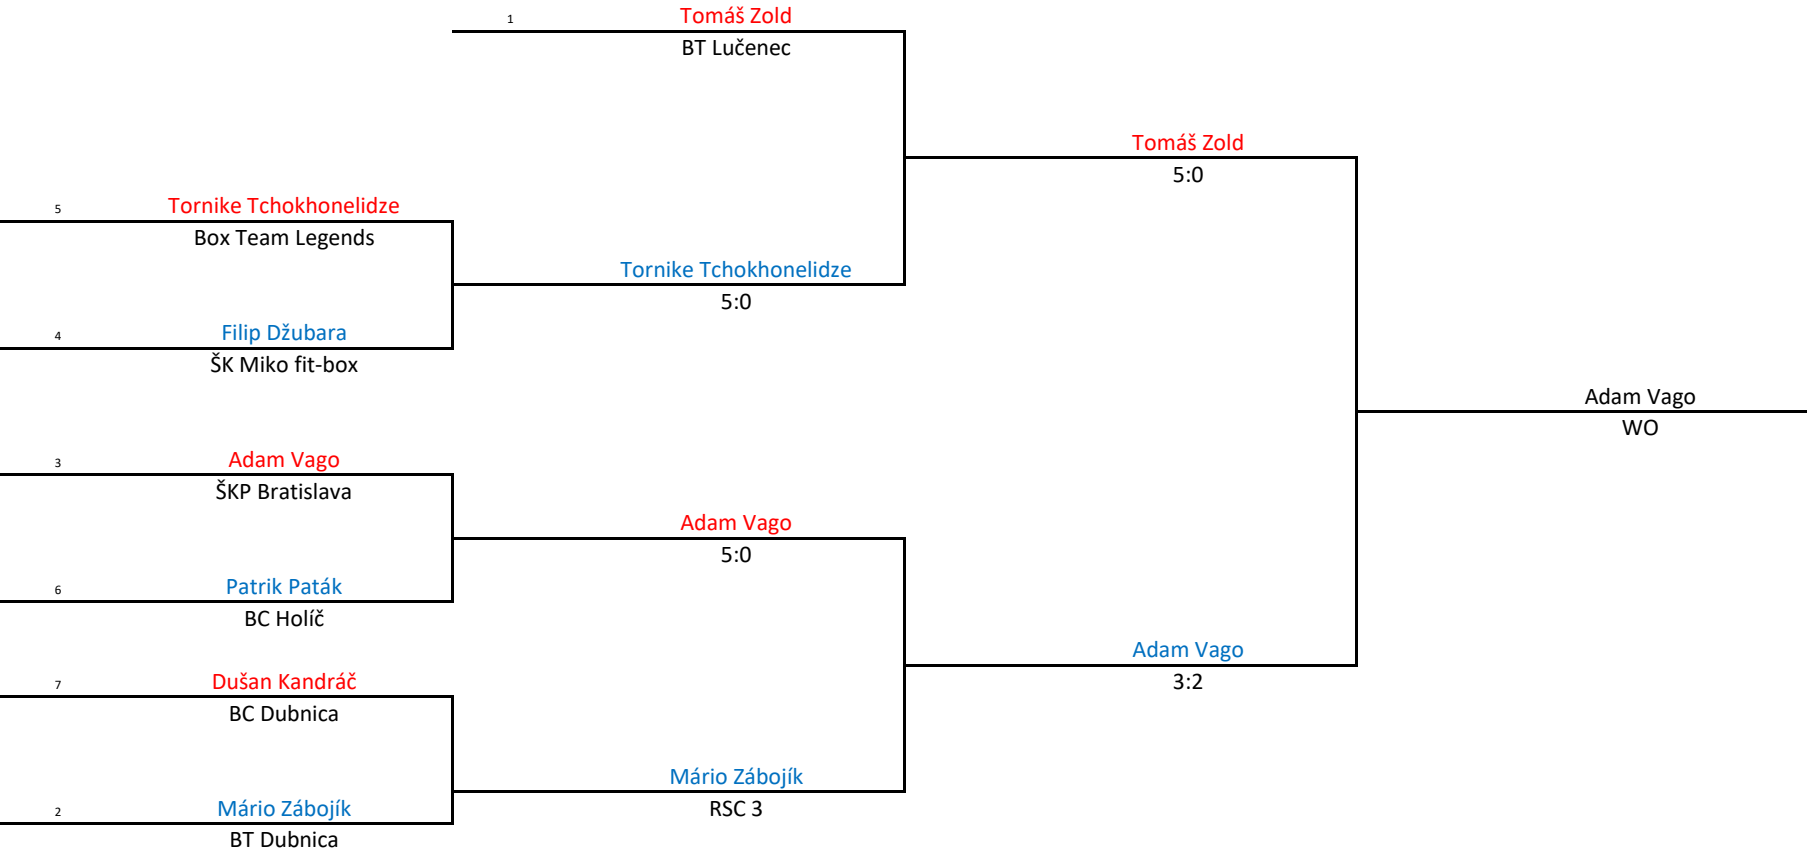 1
Tomáš Zold
BT Lučenec
Tomáš Zold
5:0
5
Tornike Tchokhonelidze
Box Team Legends
Tornike Tchokhonelidze
5:0
4
Filip Džubara
ŠK Miko fit-box
Adam Vago
WO
3
Adam Vago
ŠKP Bratislava
Adam Vago
5:0
6
Patrik Paták
BC Holíč
Adam Vago
3:2
7
Dušan Kandráč
BC Dubnica
Mário Zábojík
RSC 3
2
Mário Zábojík
BT Dubnica